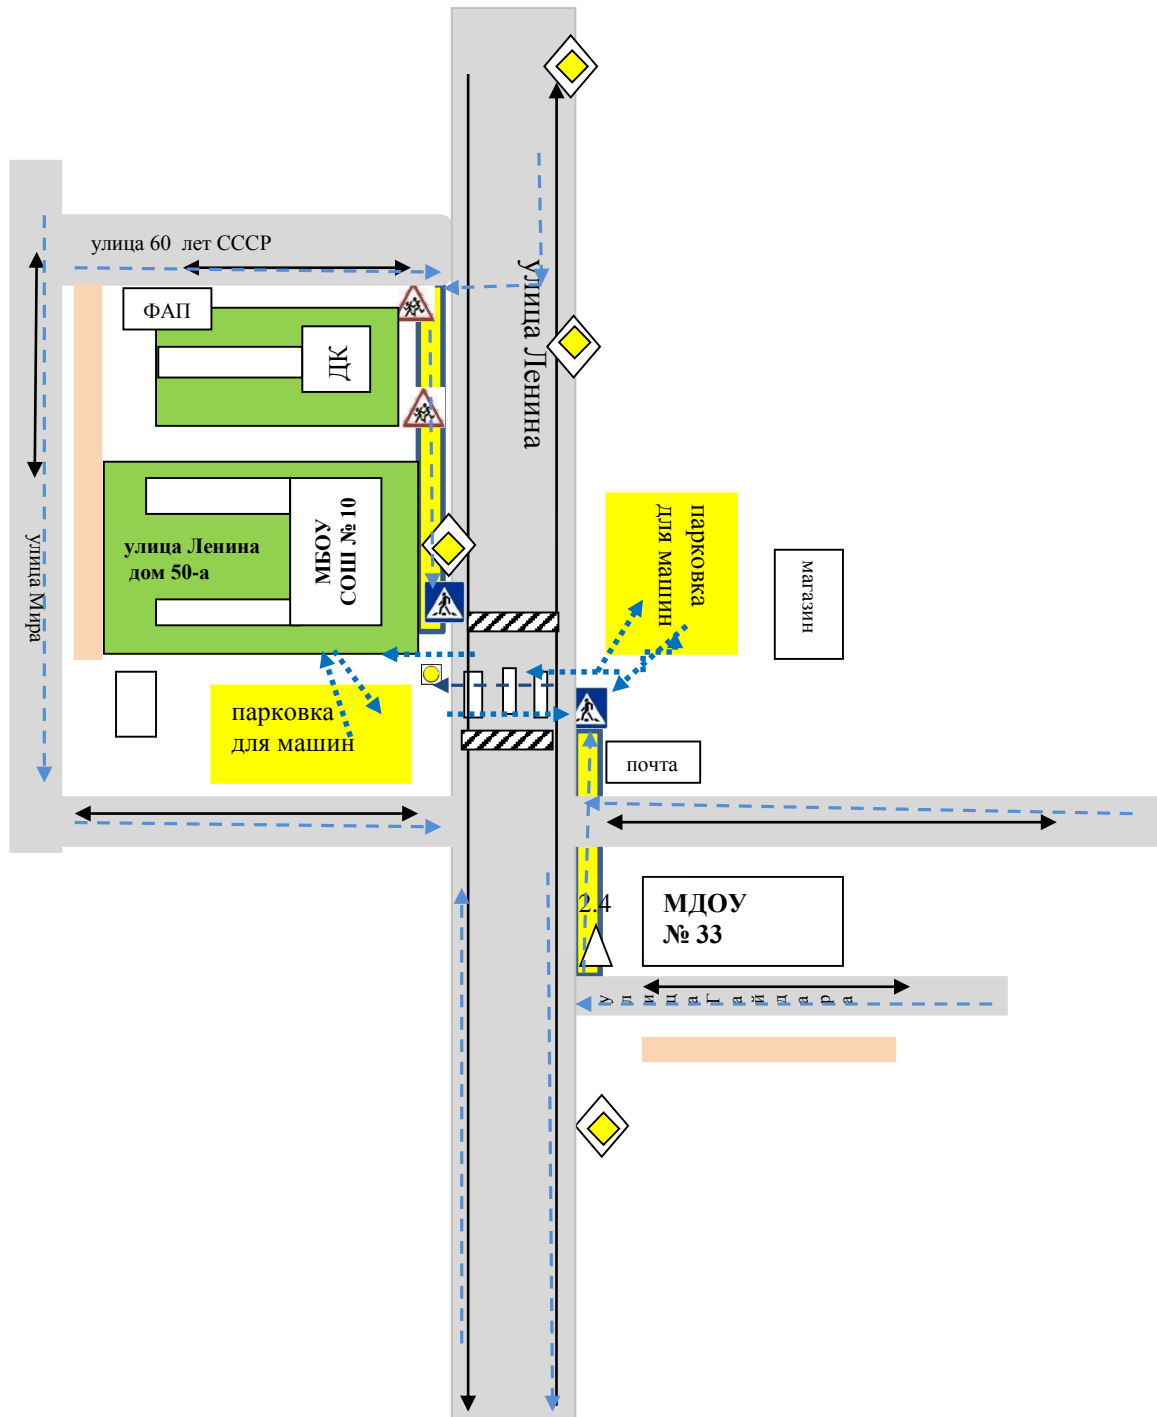 улица 60 лет СССР
ФАП
ДК
улица Ленина
улица Ленина
дом 50-а
МБОУ
СОШ № 10
парковка
для машин
магазин
улица Мира
парковка
для машин
почта
2.4
МДОУ
№ 33
улица Гайдара